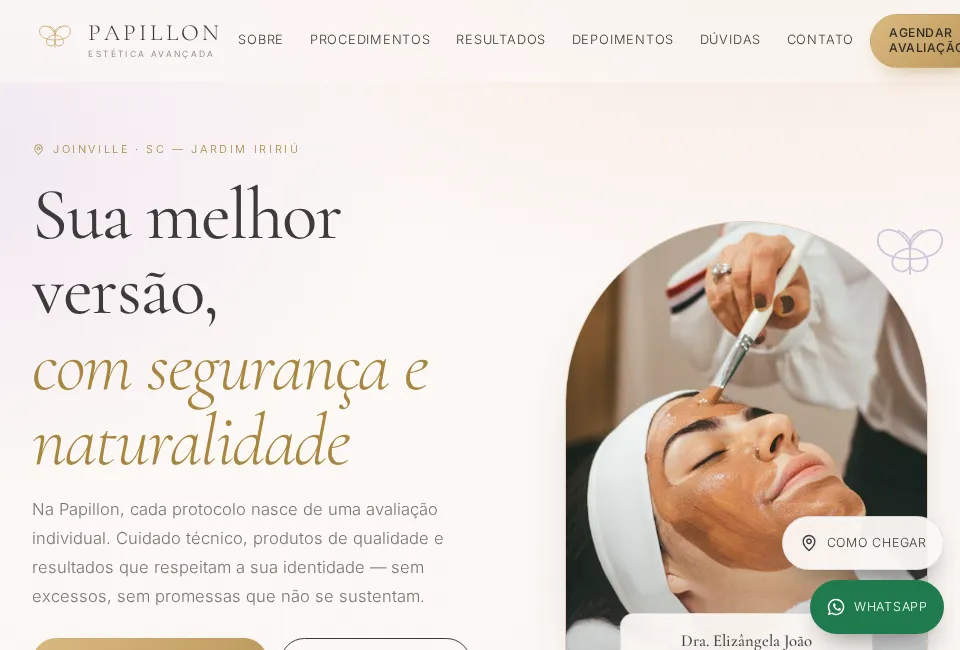 PAPILLON
ESTÉTICA AVANÇADA
SOBRE
PROCEDIMENTOS
RESULTADOS
DEPOIMENTOS
DÚVIDAS
CONTATO
AGENDAR
AVALIAÇÃO
JOINVILLE · SC — JARDIM IRIRIÚ
Sua melhor
versão,
com segurança e
naturalidade
Na Papillon, cada protocolo nasce de uma avaliação
individual. Cuidado técnico, produtos de qualidade e
resultados que respeitam a sua identidade — sem
excessos, sem promessas que não se sustentam.
COMO CHEGAR
WHATSAPP
Dra. Elizângela João